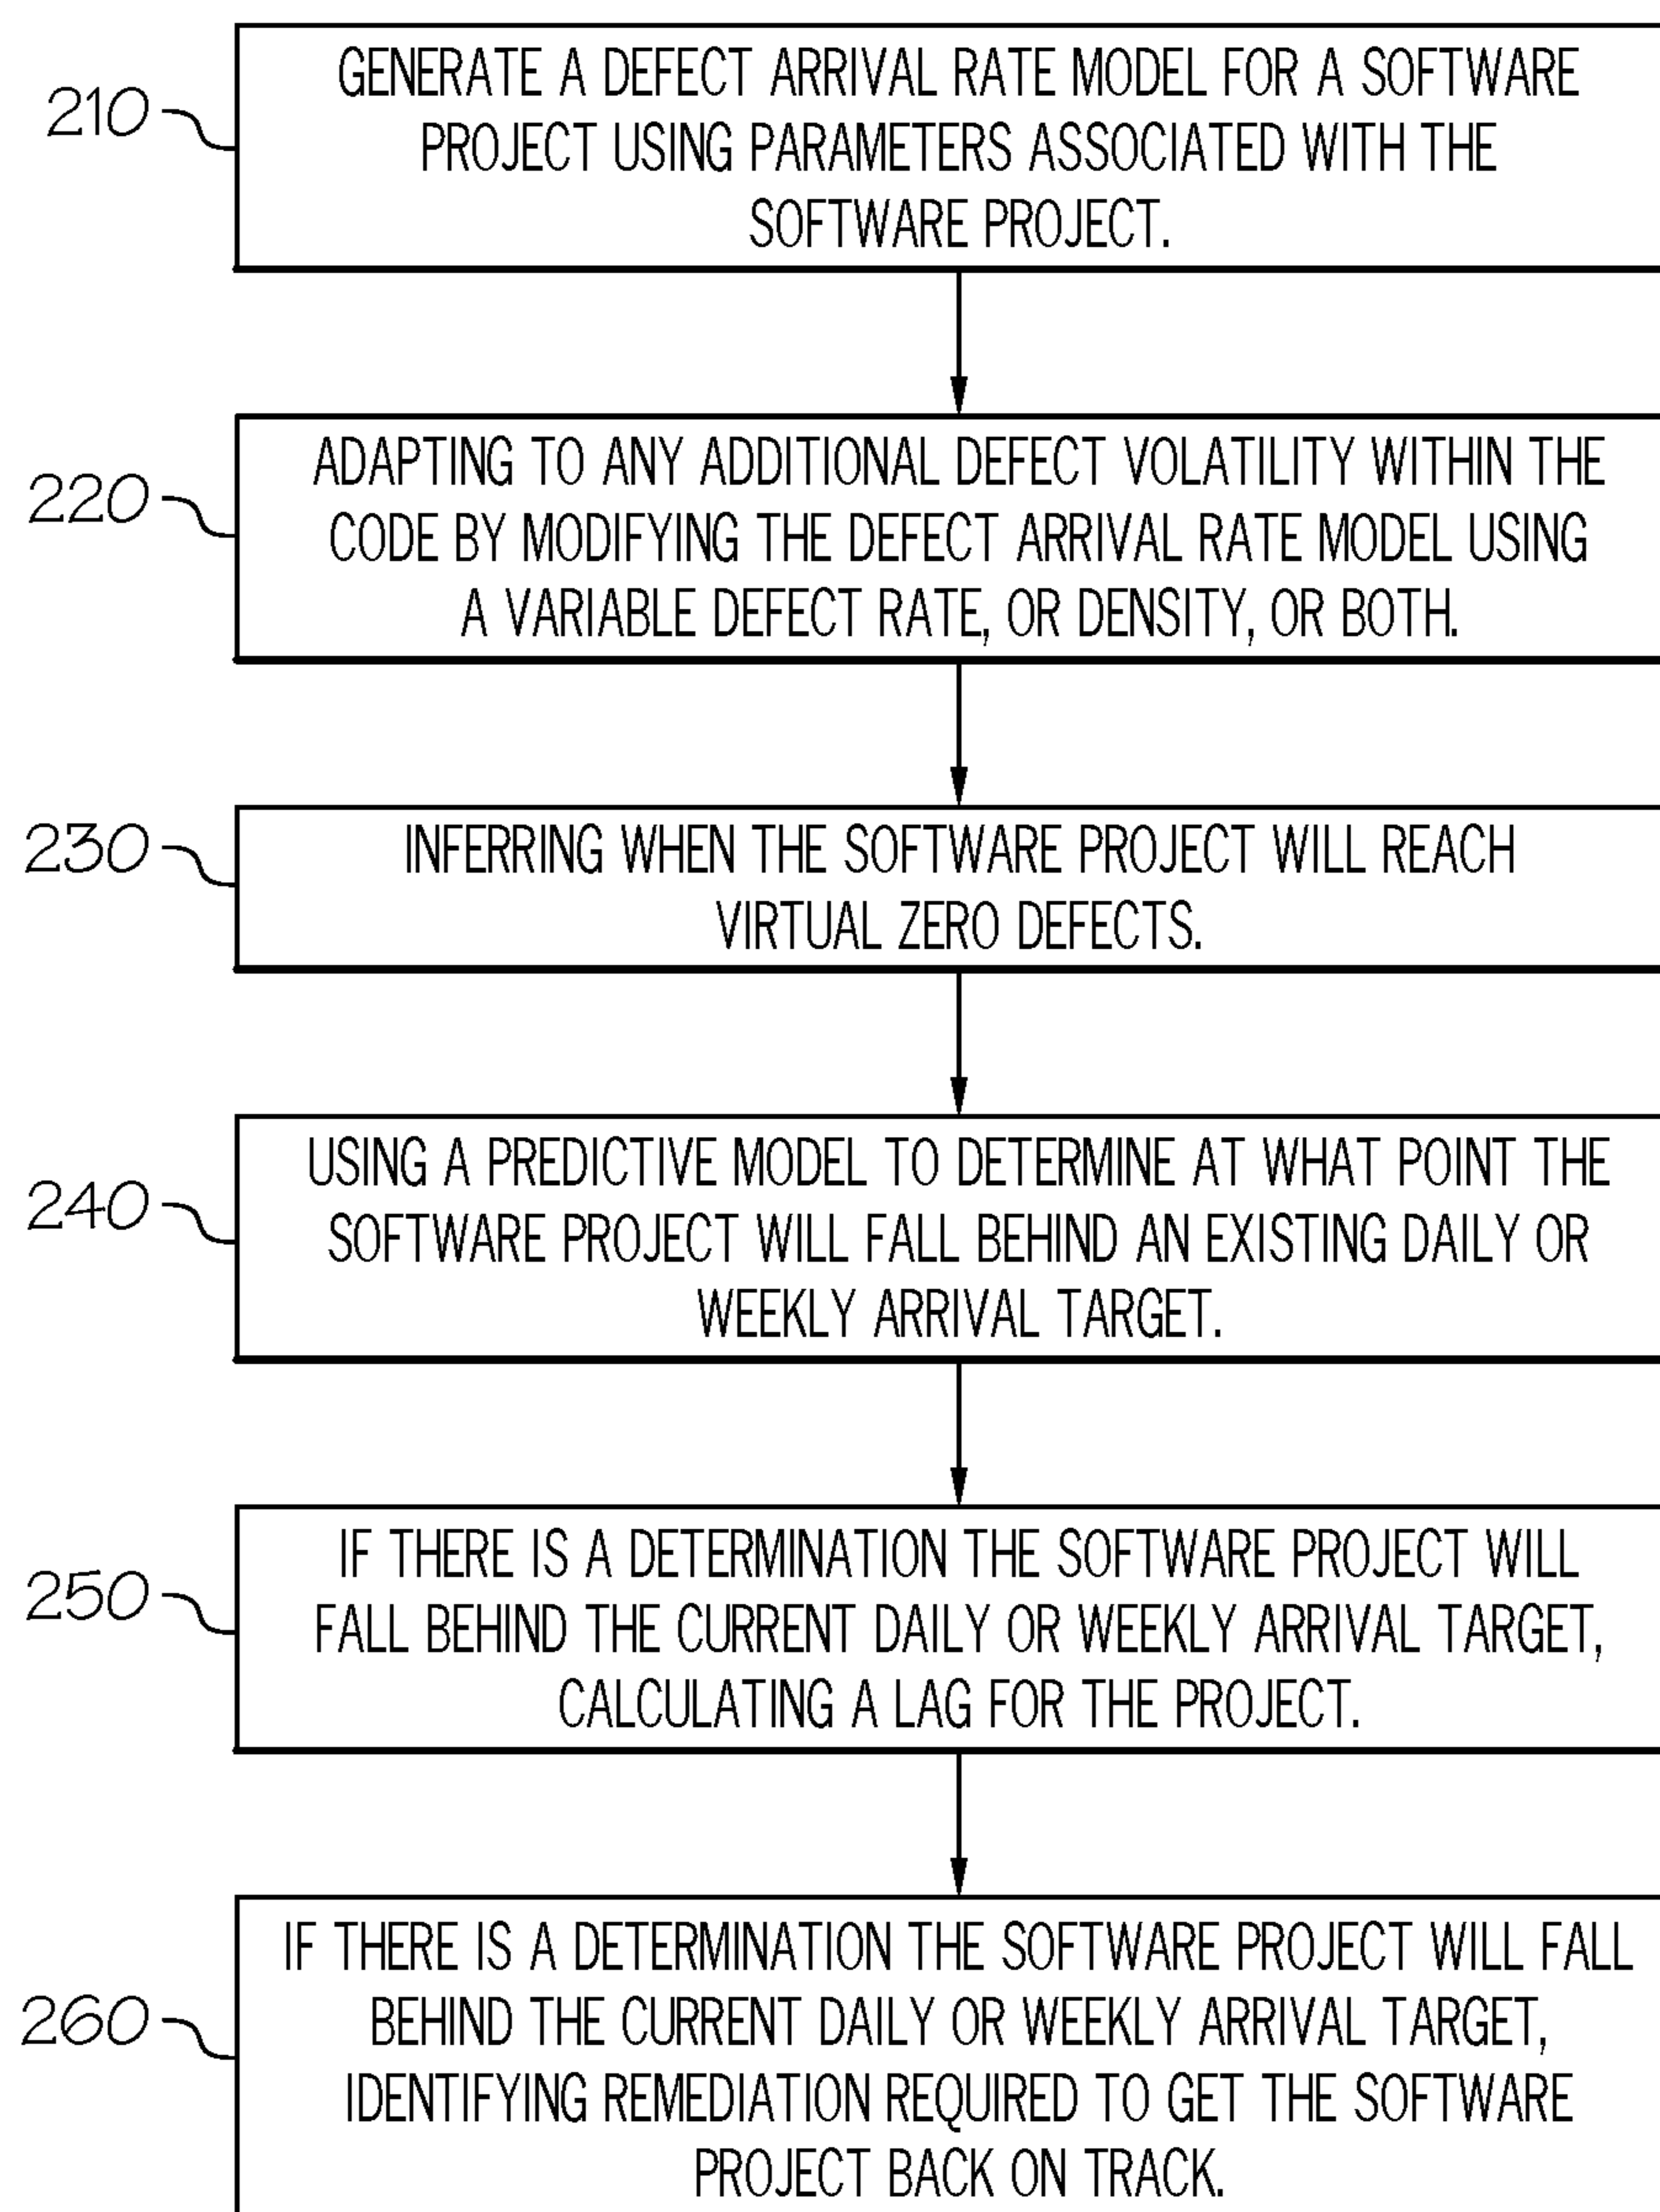 210
GENERATE A DEFECT ARRIVAL RATE MODEL FOR A SOFTWARE
PROJECT USING PARAMETERS ASSOCIATED WITH THE
SOFTWARE PROJECT.
220
ADAPTING TO ANY ADDITIONAL DEFECT VOLATILITY WITHIN THE
CODE BY MODIFYING THE DEFECT ARRIVAL RATE MODEL USING
A VARIABLE DEFECT RATE, OR DENSITY, OR BOTH.
230
INFERRING WHEN THE SOFTWARE PROJECT WILL REACH
VIRTUAL ZERO DEFECTS.
240
USING A PREDICTIVE MODEL TO DETERMINE AT WHAT POINT THE
SOFTWARE PROJECT WILL FALL BEHIND AN EXISTING DAILY OR
WEEKLY ARRIVAL TARGET.
250
IF THERE IS A DETERMINATION THE SOFTWARE PROJECT WILL
FALL BEHIND THE CURRENT DAILY OR WEEKLY ARRIVAL TARGET,
CALCULATING A LAG FOR THE PROJECT.
260
IF THERE IS A DETERMINATION THE SOFTWARE PROJECT WILL FALL
BEHIND THE CURRENT DAILY OR WEEKLY ARRIVAL TARGET,
IDENTIFYING REMEDIATION REQUIRED TO GET THE SOFTWARE
PROJECT BACK ON TRACK.